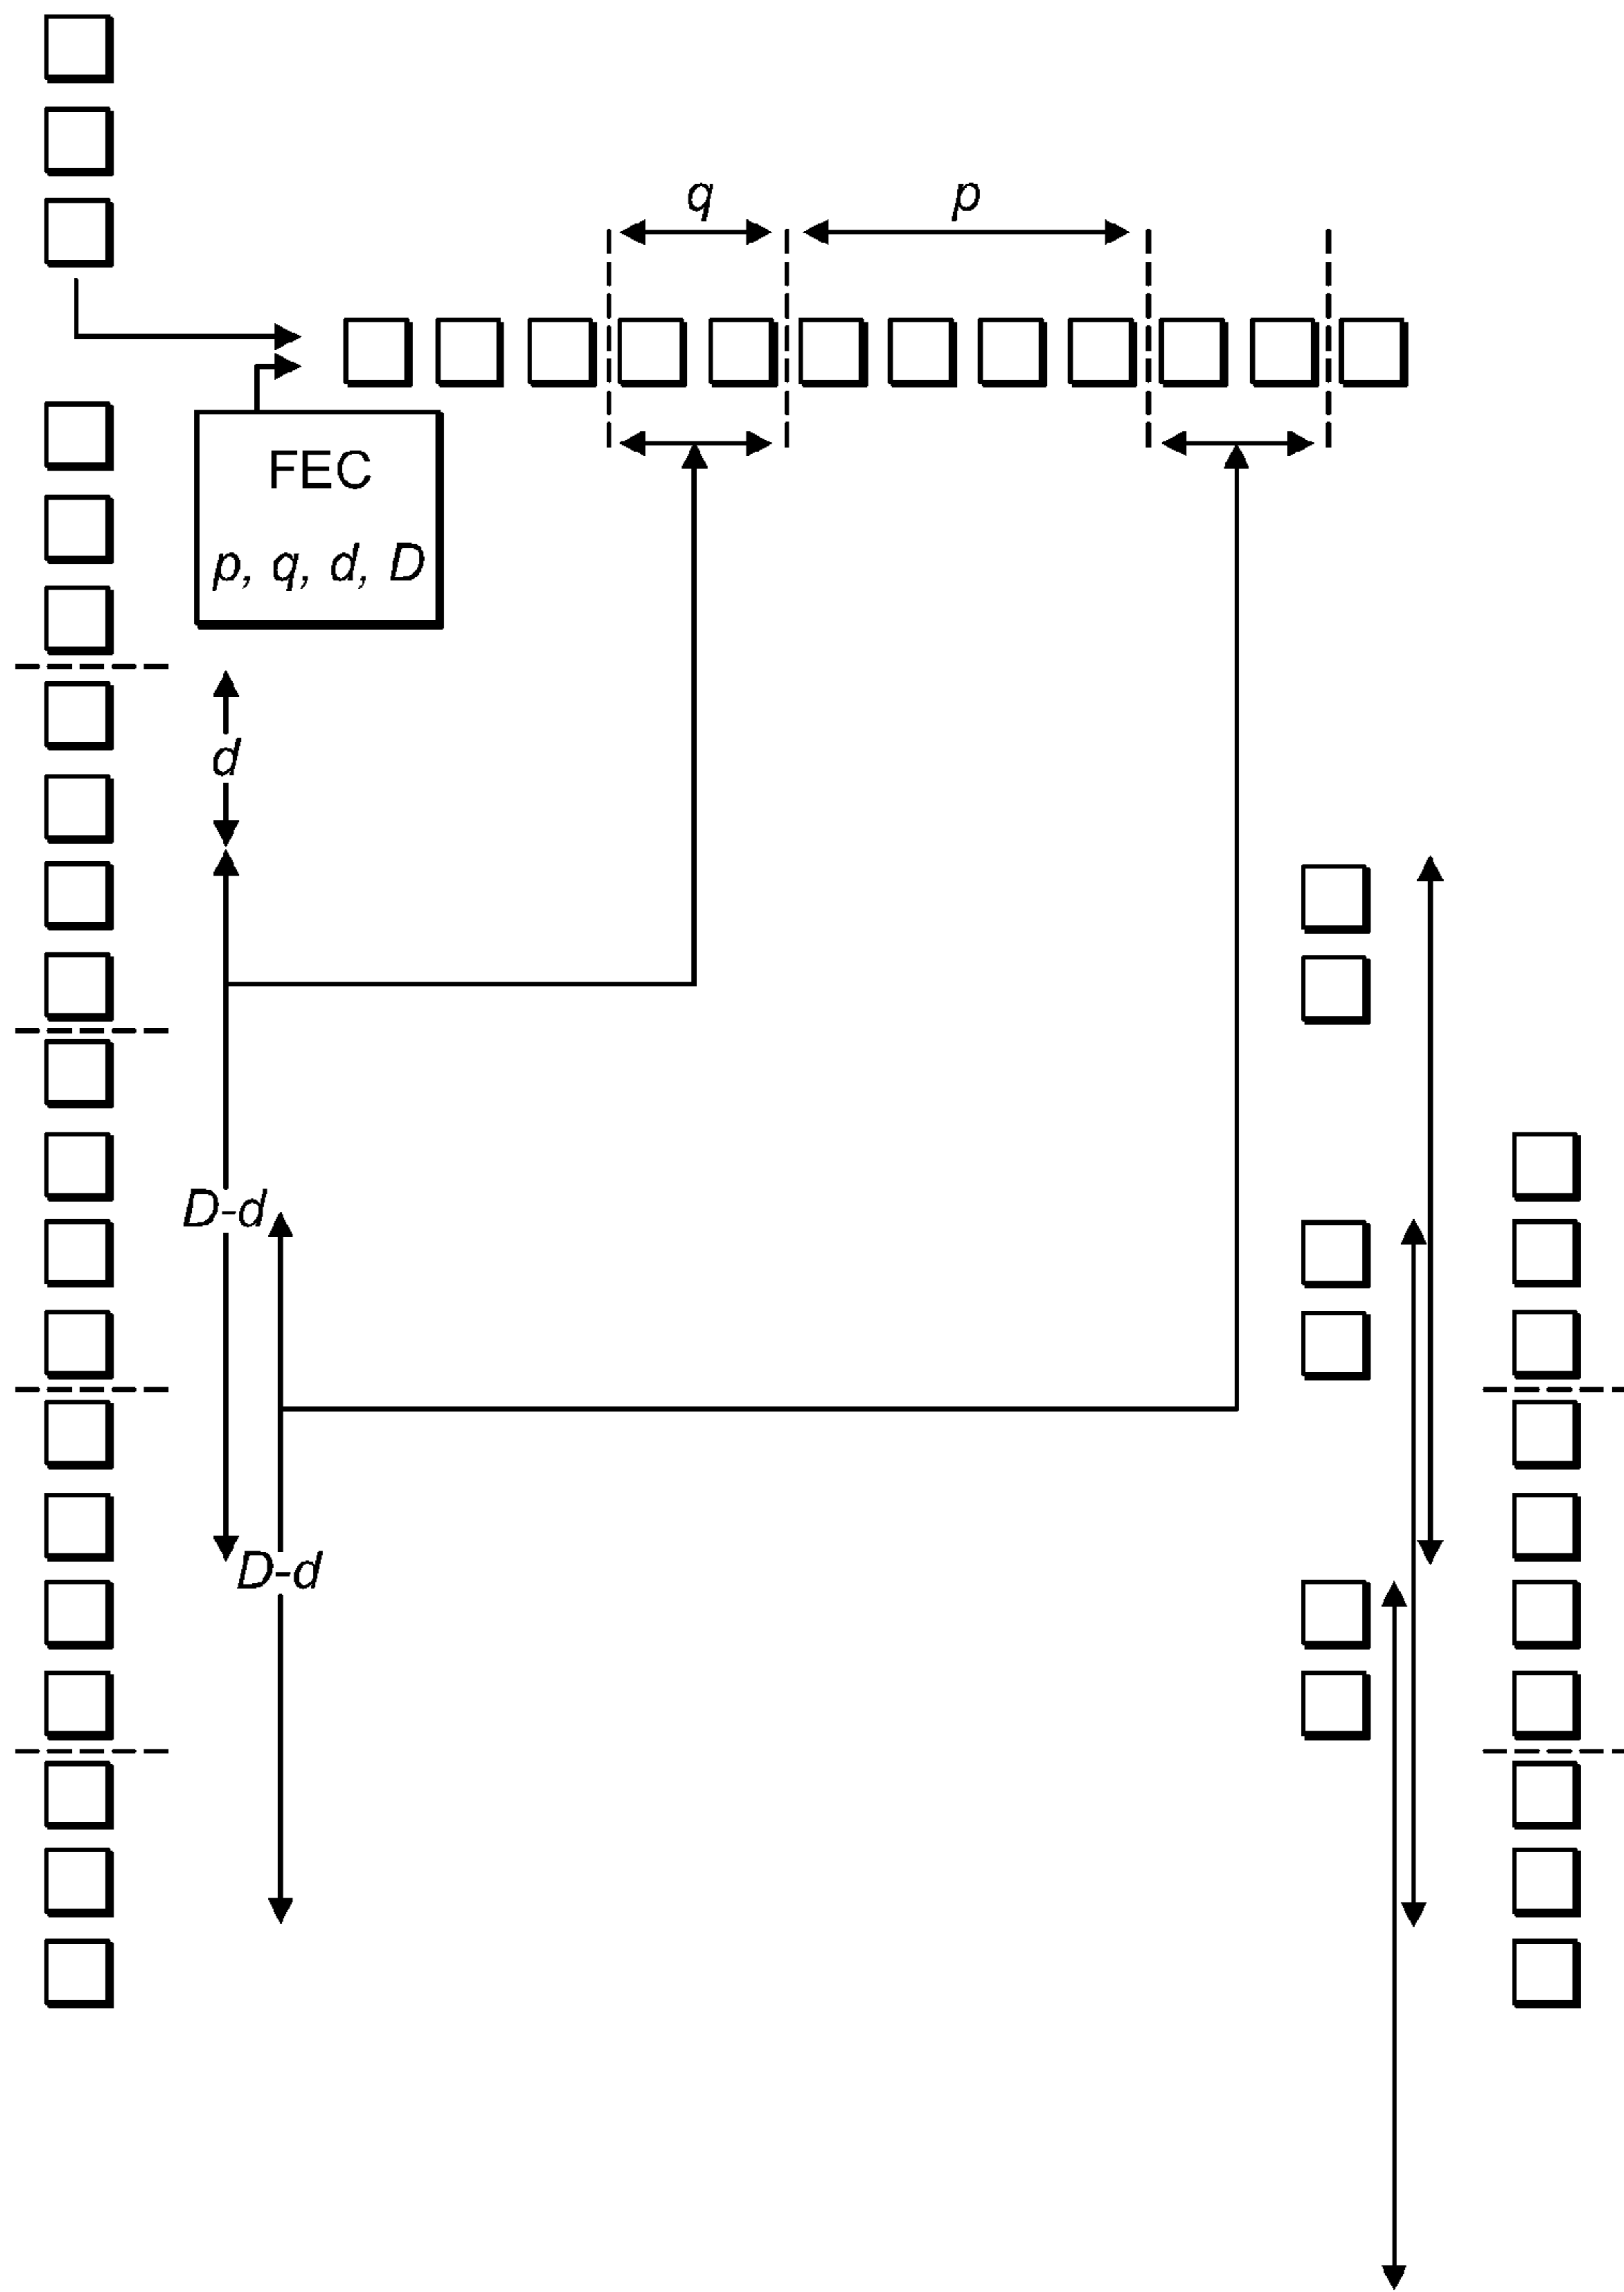 q
p
FEC
p, q, d, D
d
D-d
D-d